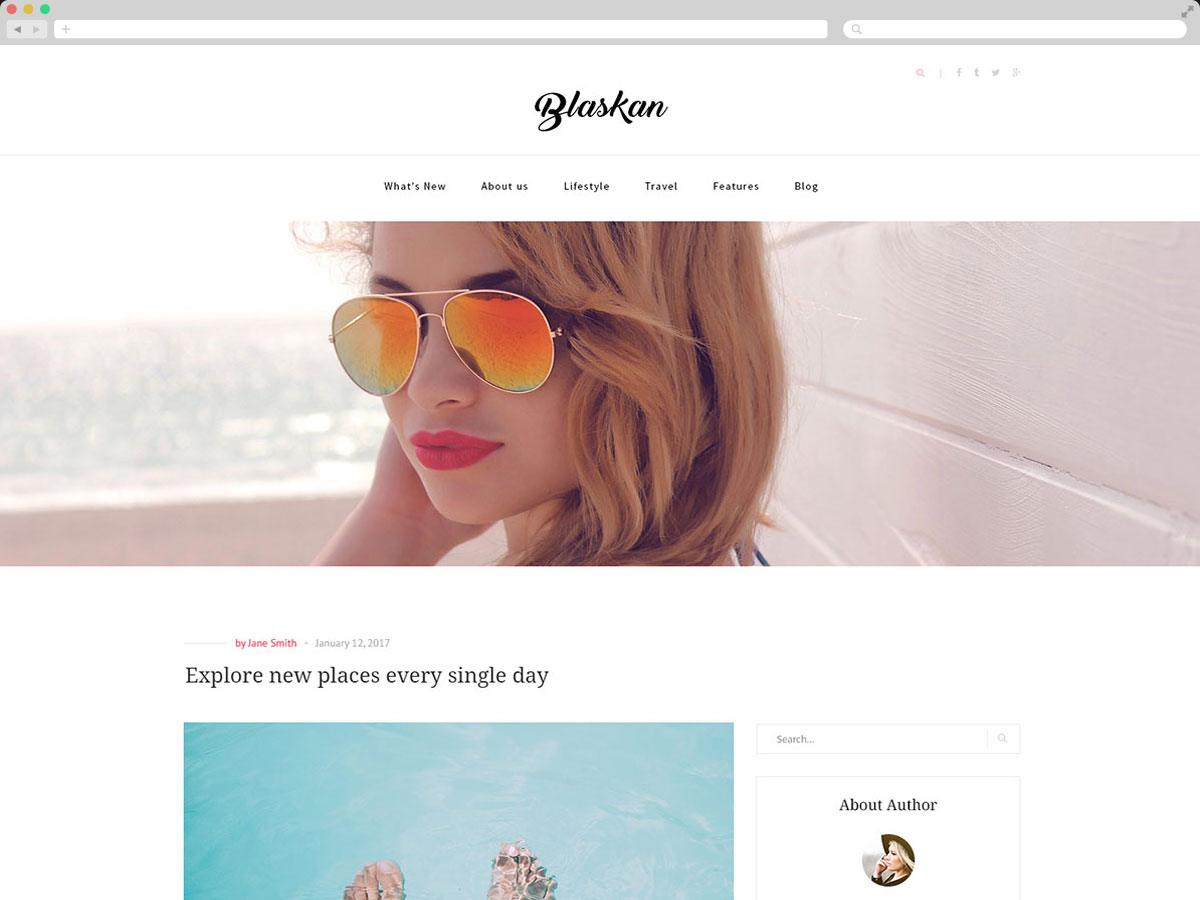 Blaskan
What's New About us Lifestyle Travel Features Blog
by Jane Smith - January 12, 2017
Explore new places every single day
Search...
About Author